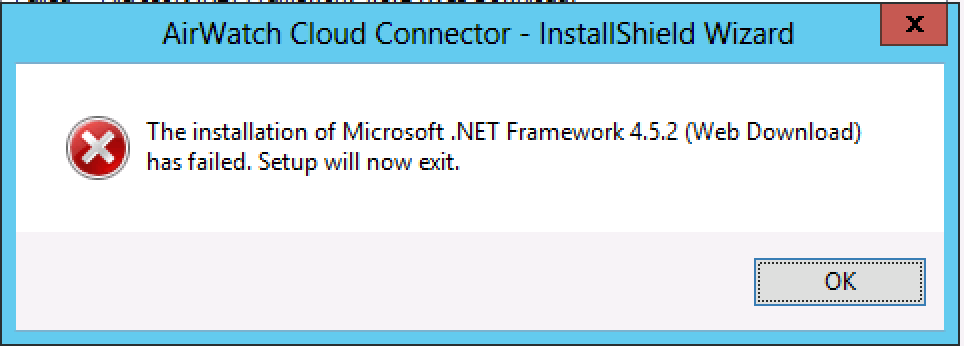 AirWatch Cloud Connector - InstallShield Wizard
x
The installation of Microsoft .NET Framework 4.5.2 (Web Download)
has failed. Setup will now exit.
OK